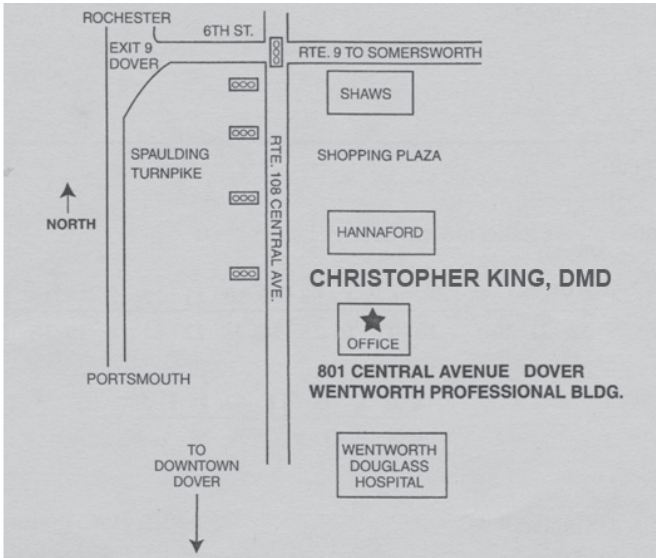 ROCHESTER
6TH ST.
EXIT 9
DOVER
RTE. 9 TO SOMERSWORTH
SHAWS
SPAULDING
TURNPIKE
SHOPPING PLAZA
RTE. 108 CENTRAL AVE.
NORTH
HANNAFORD
CHRISTOPHER KING, DMD
OFFICE
PORTSMOUTH
801 CENTRAL AVENUE DOVER
WENTWORTH PROFESSIONAL BLDG.
TO
DOWNTOWN
DOVER
WENTWORTH
DOUGLASS
HOSPITAL